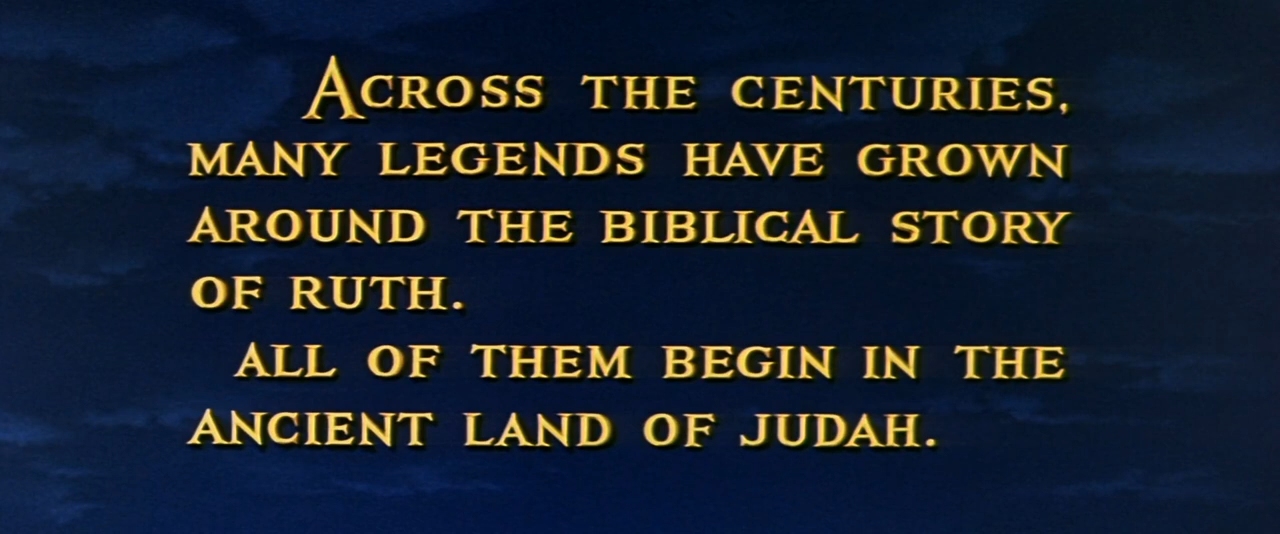 ACROSS THE CENTURIES,
MANY LEGENDS HAVE GROWN
AROUND THE BIBLICAL STORY
OF RUTH.
ALL OF THEM BEGIN IN THE
ANCIENT LAND OF JUDAH.